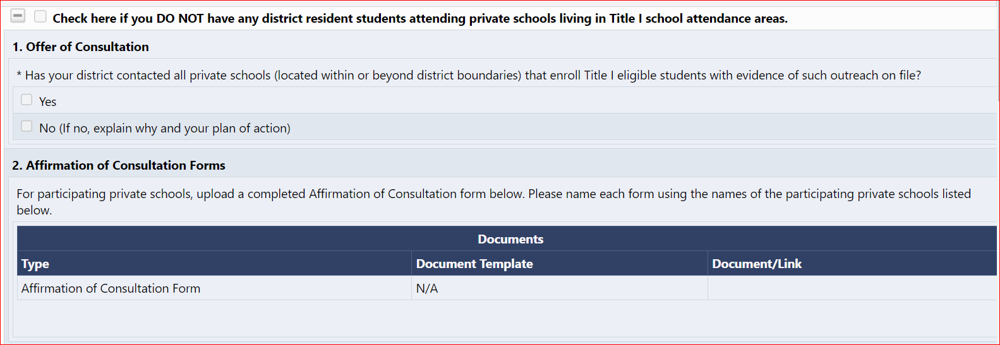 Check here if you DO NOT have any district resident students attending private schools living in Title I school attendance areas.
1. Offer of Consultation
* Has your district contacted all private schools (located within or beyond district boundaries) that enroll Title I eligible students with evidence of such outreach on file?
Yes
No (If no, explain why and your plan of action)
2. Affirmation of Consultation Forms
For participating private schools, upload a completed Affirmation of Consultation form below. Please name each form using the names of the participating private schools listed
below.
Documents
Type Document Template Document/Link
Affirmation of Consultation Form N/A